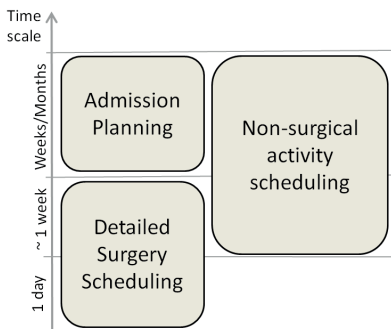 Time
scale
Weeks/Months
Admission
Planning
Non-surgical
activity
scheduling
~ 1 week
Detailed
Surgery
Scheduling
1 day